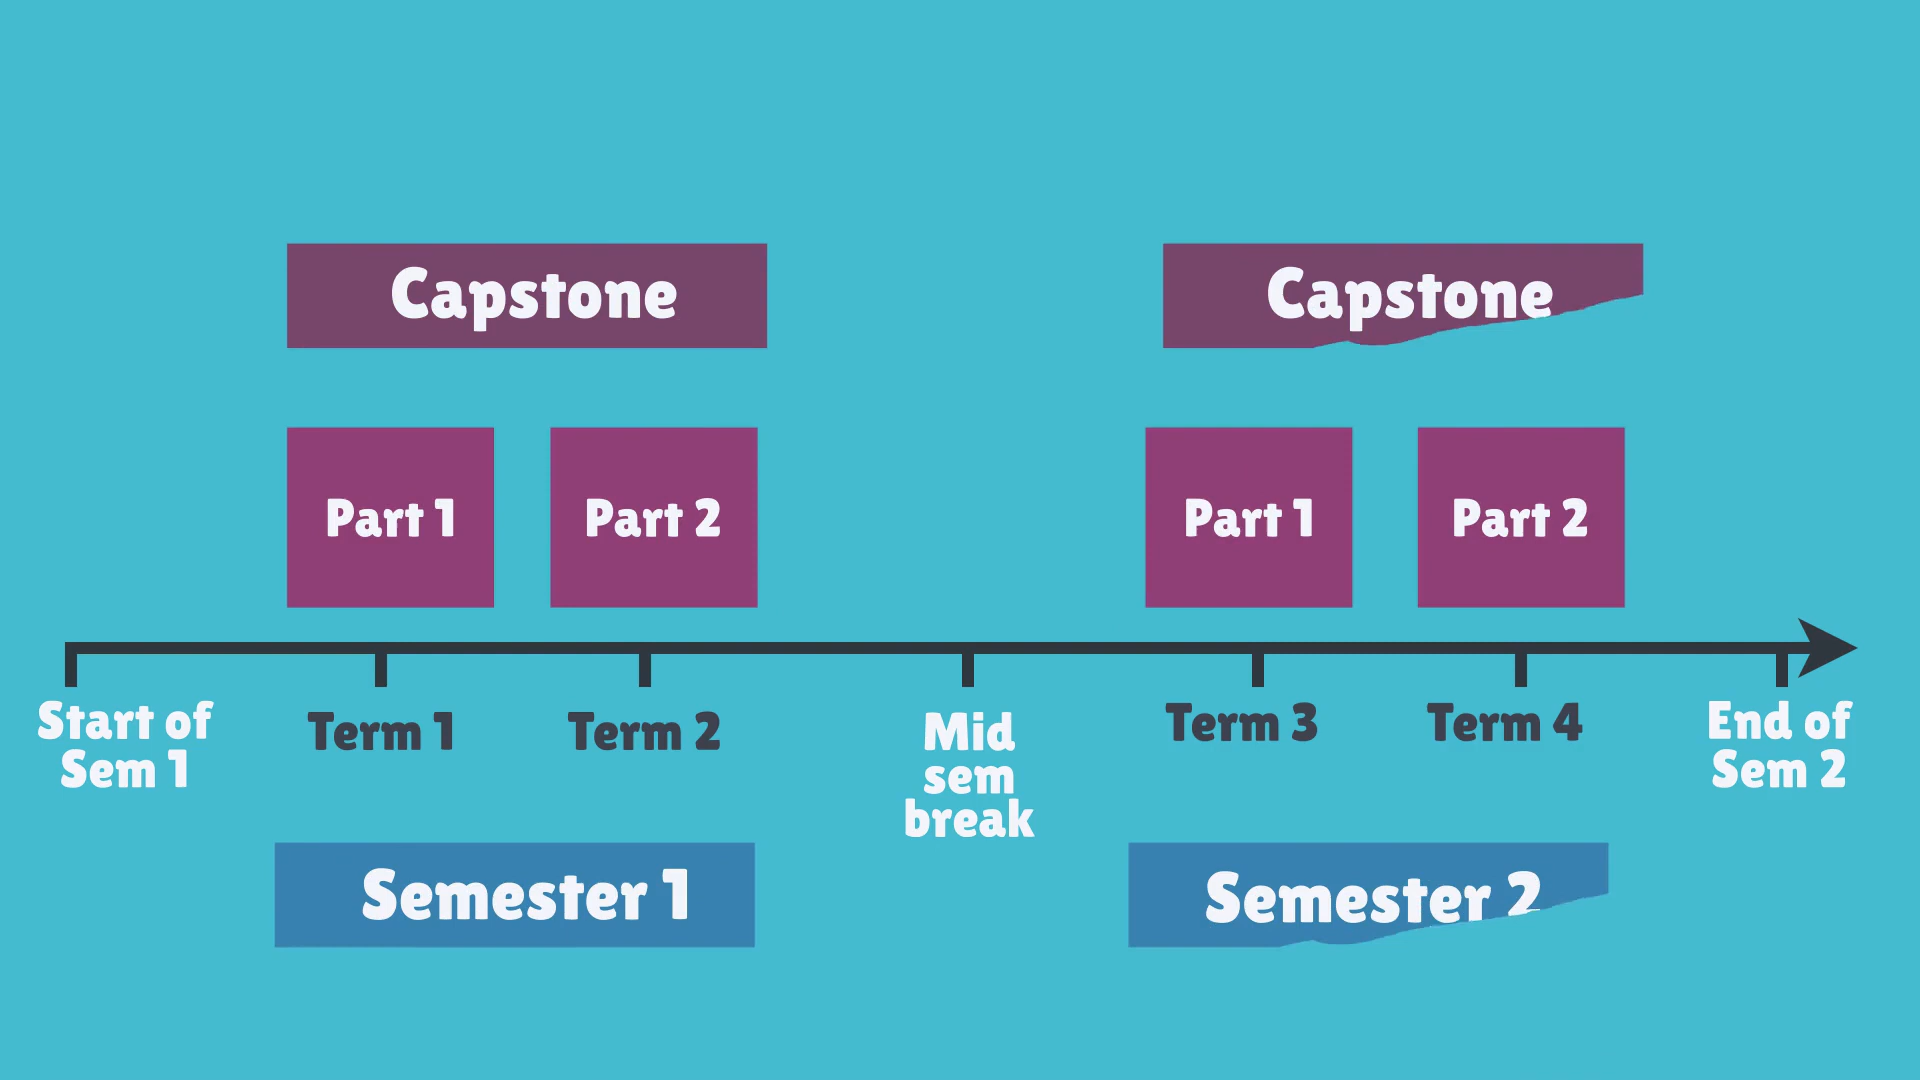 Capstone
Capstone
Part 1
Part 2
Part 1
Part 2
Start of
Sem 1
Term 1
Term 2
Mid
sem
break
Term 3
Term 4
End of
Sem 2
Semester 1
Semester 2